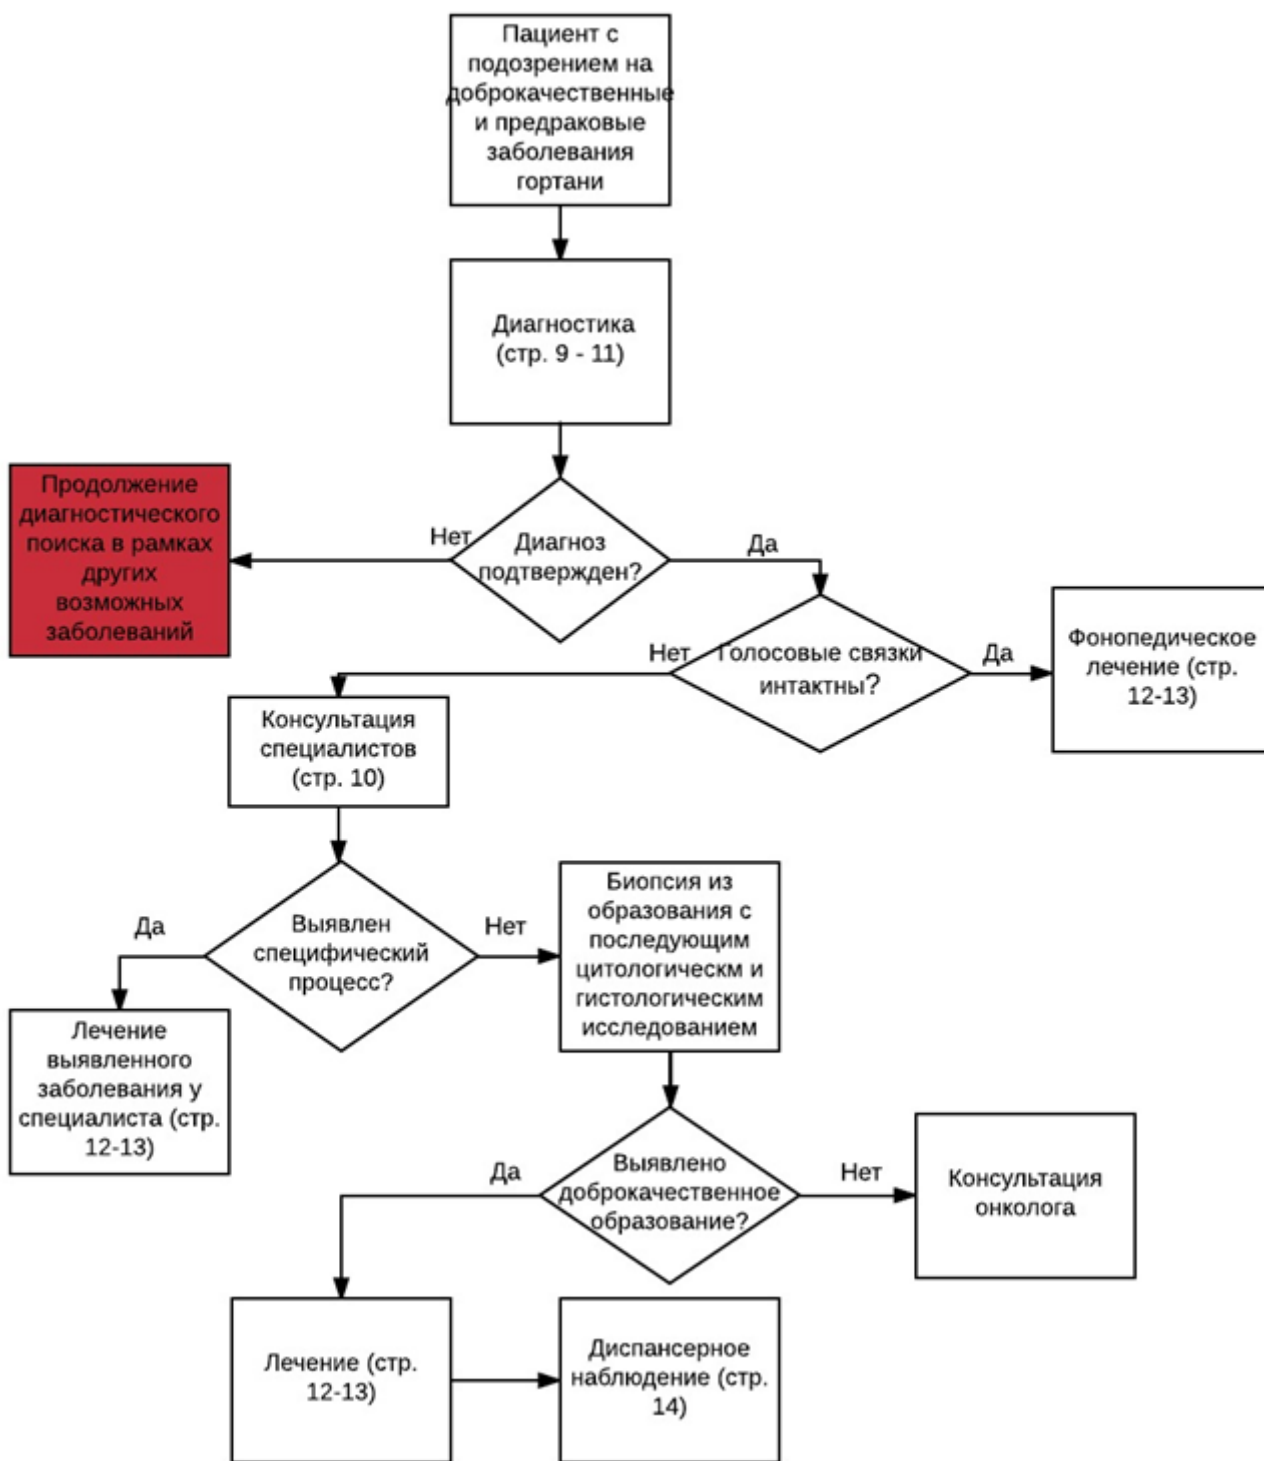 Пациент с
подозрением на
доброкачественные
и предраковые
заболевания
гортани
Диагностика
(стр. 9 - 11)
Диагноз
подтвержден?
Нет
Да
Продолжение
диагностического
поиска в рамках
других
возможных
заболеваний
Голосовые связки
интактны?
Нет
Да
Фонопедическое
лечение (стр.
12-13)
Консультация
специалистов
(стр. 10)
Выявлен
специфический
процесс?
Да
Нет
Лечение
выявленного
заболевания у
специалиста (стр.
12-13)
Биопсия из
образования с
последующим
цитологическм и
гистологическим
исследованием
Выявлено
доброкачественное
образование?
Да
Нет
Консультация
онколога
Лечение (стр.
12-13)
Диспансерное
наблюдение (стр.
14)